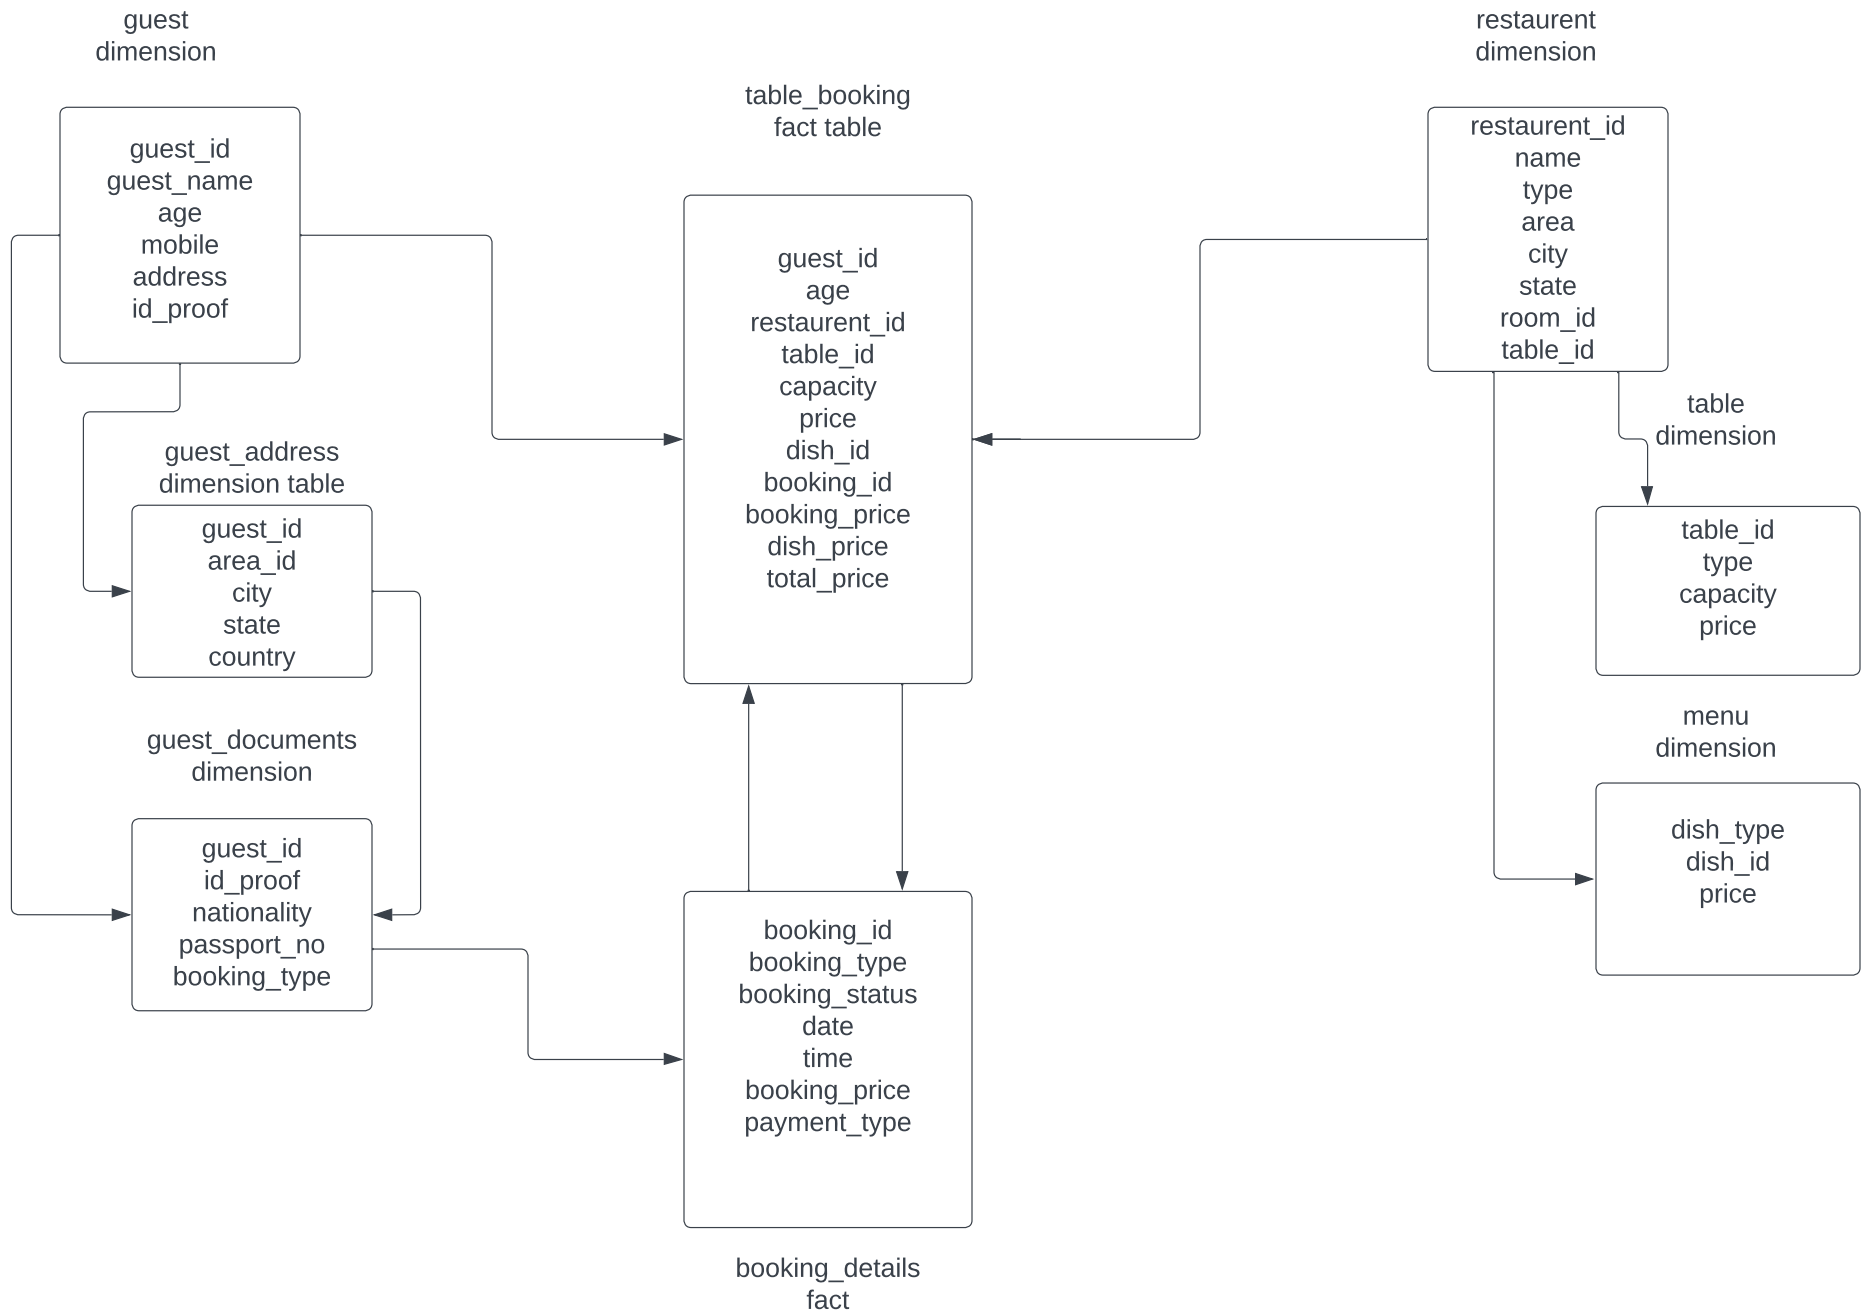 guest
dimension
guest_id
guest_name
age
mobile
address
id_proof
guest_address
dimension table
guest_id
area_id
city
state
country
guest_documents
dimension
guest_id
id_proof
nationality
passport_no
booking_type
table_booking
fact table
guest_id
age
restaurent_id
table_id
capacity
price
dish_id
booking_id
booking_price
dish_price
total_price
booking_id
booking_type
booking_status
date
time
booking_price
payment_type
booking_details
fact
restaurent
dimension
restaurent_id
name
type
area
city
state
room_id
table_id
table
dimension
table_id
type
capacity
price
menu
dimension
dish_type
dish_id
price